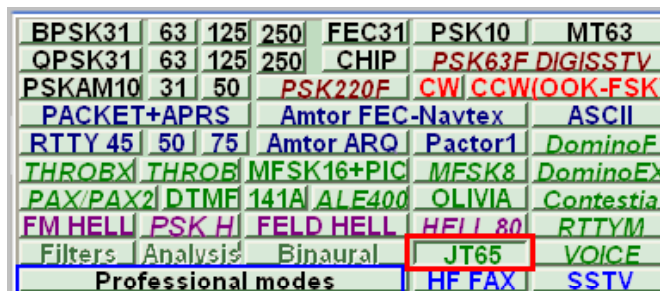 BPSK31 63 125 250 FEC31 PSK10 MT63
QPSK31 63 125 250 CHIP PSK63F DIGISSTV
PSKAM10 31 50 PSK220F CW CCW(OOK-FSK
PACKET+APRS Amtor FEC-Navtex ASCII
RTTY 45 50 75 Amtor ARQ Pactor1 DominoF
THROBX THROB MFSK16+PIC MFSK8 DominoEX
PAX/PAX2 DTMF 141A ALE400 OLIVIA Contestia
FM HELL PSK H FELD HELL HELL 80 RTTYM
Filters Analysis Binaural JT65 VOICE
Professional modes HF FAX SSTV